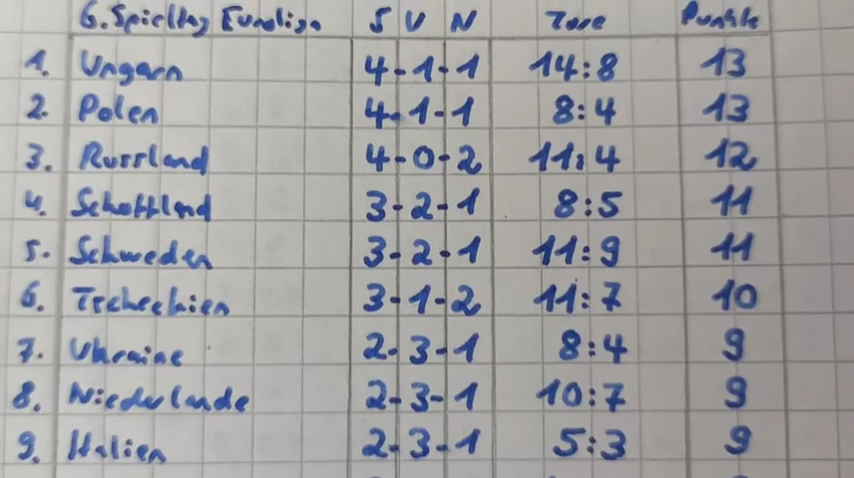 6. Spieltag Euroliga S U N Tore Punkte
1. Ungarn 4-1-1 14:8 13
2. Polen 4-1-1 8:4 13
3. Russland 4-0-2 11:4 12
4. Schottland 3-2-1 8:5 11
5. Schweden 3-2-1 11:9 11
6. Tschechien 3-1-2 11:7 10
7. Ukraine 2-3-1 8:4 9
8. Niederlande 2-3-1 10:7 9
9. Italien 2-3-1 5:3 9